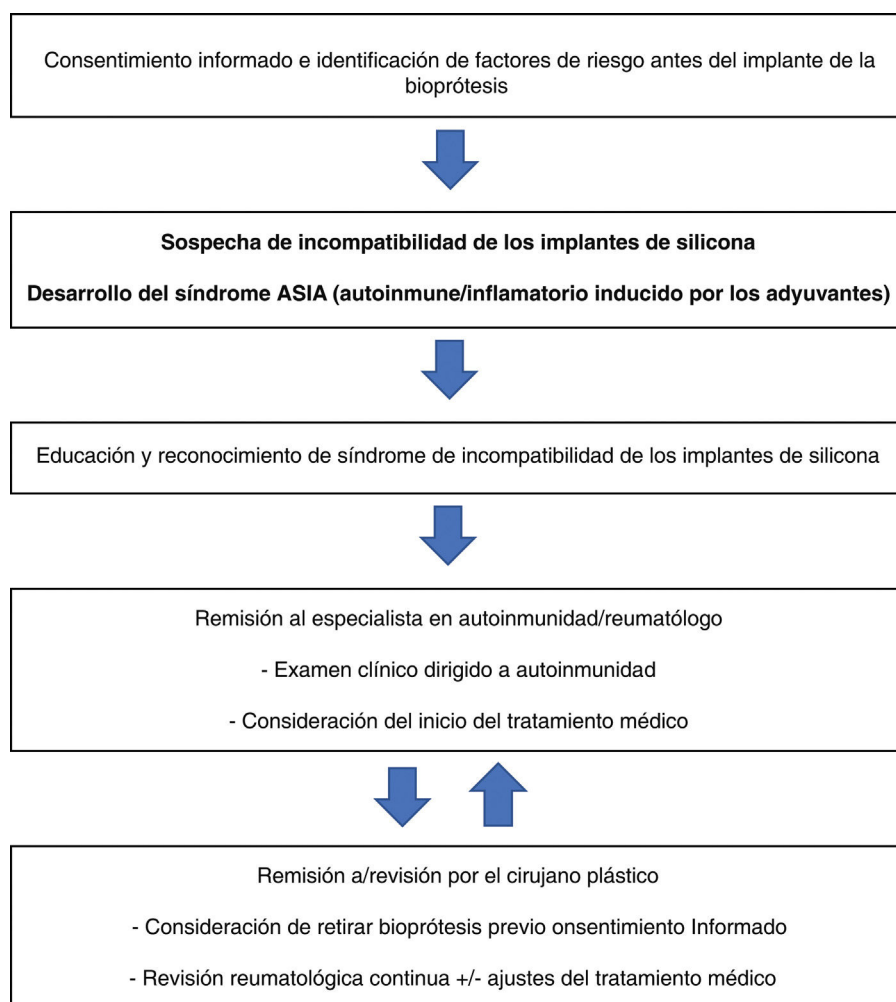 Consentimiento informado e identificación de factores de riesgo antes del implante de la
bioprótesis
Sospecha de incompatibilidad de los implantes de silicona
Desarrollo del síndrome ASIA (autoinmune/inflamatorio inducido por los adyuvantes)
Educación y reconocimiento de síndrome de incompatibilidad de los implantes de silicona
Remisión al especialista en autoinmunidad/reumatólogo
- Examen clínico dirigido a autoinmunidad
- Consideración del inicio del tratamiento médico
Remisión a/revisión por el cirujano plástico
- Consideración de retirar bioprótesis previo onsentimiento Informado
- Revisión reumatológica continua +/- ajustes del tratamiento médico